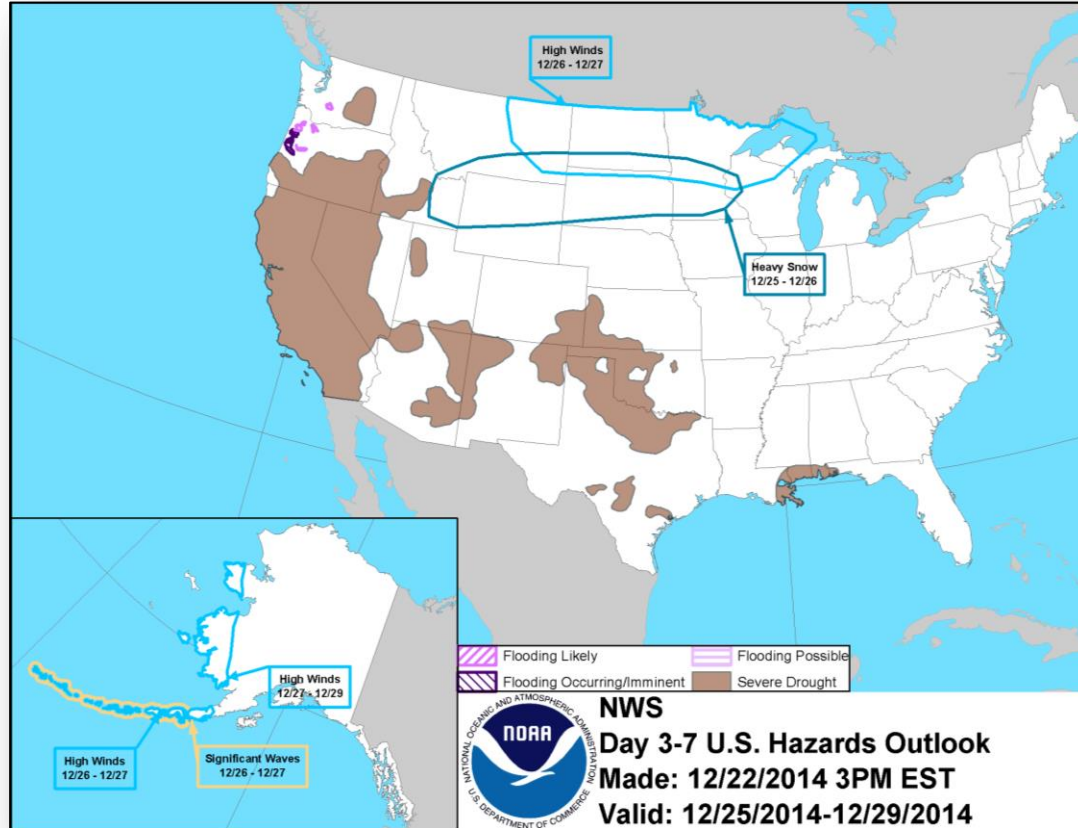 High Winds
12/26 - 12/27
Heavy Snow
12/25 - 12/26
High Winds
12/27 - 12/29
High Winds
12/26 - 12/27
Significant Waves
12/26 - 12/27
Flooding Likely
Flooding Possible
Flooding Occurring/Imminent
Severe Drought
NATIONAL OCEANIC AND ATMOSPHERIC ADMINISTRATION
NOAA
U.S. DEPARTMENT OF COMMERCE
NWS
Day 3-7 U.S. Hazards Outlook
Made: 12/22/2014 3PM EST
Valid: 12/25/2014-12/29/2014